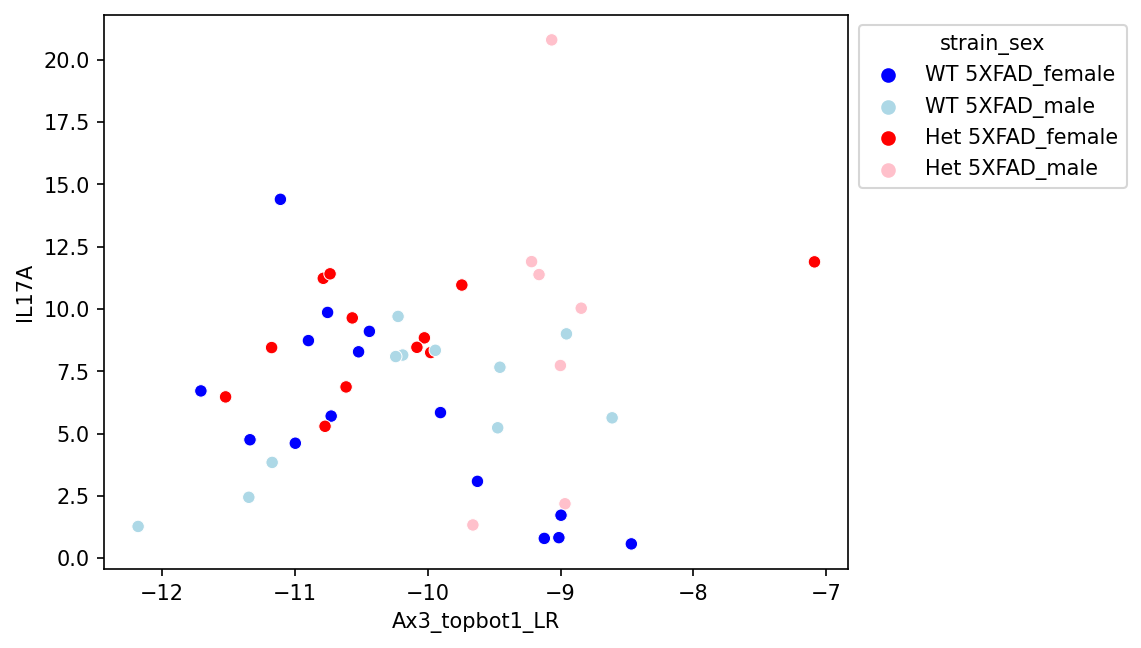 strain_sex
WT 5XFAD_female
WT 5XFAD_male
Het 5XFAD_female
Het 5XFAD_male
20.0
17.5
15.0
12.5
10.0
7.5
5.0
2.5
0.0
IL17A
−12 −11 −10 −9 −8 −7
Ax3_topbot1_LR